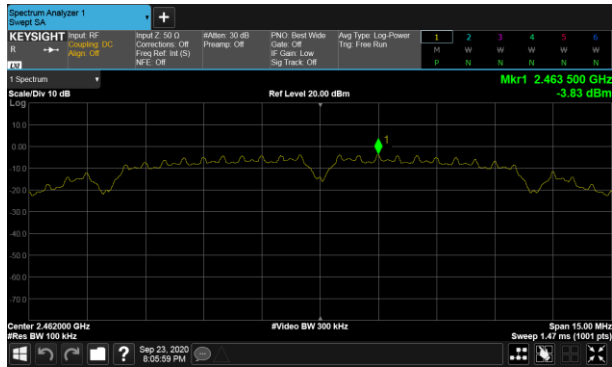 Spectrum Analyzer 1
Swept SA
KEYSIGHT Input: RF Input Z: 50 Ω #Atten: 30 dB PNO: Best Wide Avg Type: Log-Power 1 2 3 4 5 6
R Coupling: DC Corrections: Off Preamp: Off Gate: Off Trig: Free Run M W W W W W
Align: Off Freq Ref: Int (S) IF Gain: Low
LXI NFE: Off Sig Track: Off P N N N N N
1 Spectrum Mkr1 2.463 500 GHz
Scale/Div 10 dB Ref Level 20.00 dBm -3.83 dBm
Log
10.0
1
0.00
-10.0
-20.0
-30.0
-40.0
-50.0
-60.0
-70.0
Center 2.462000 GHz #Video BW 300 kHz Span 15.00 MHz
#Res BW 100 kHz Sweep 1.47 ms (1001 pts)
? Sep 23, 2020
8:05:59 PM